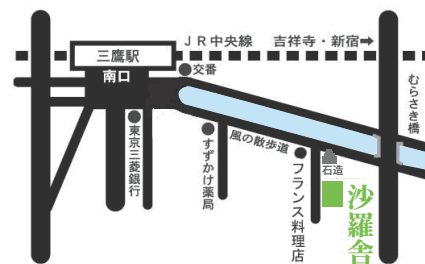 JR中央線 吉祥寺・新宿➡
三鷹駅
南口
交番
むらさき橋
東京三菱銀行
すずかけ薬局
風の散歩道
フランス料理店
石造
沙羅舎